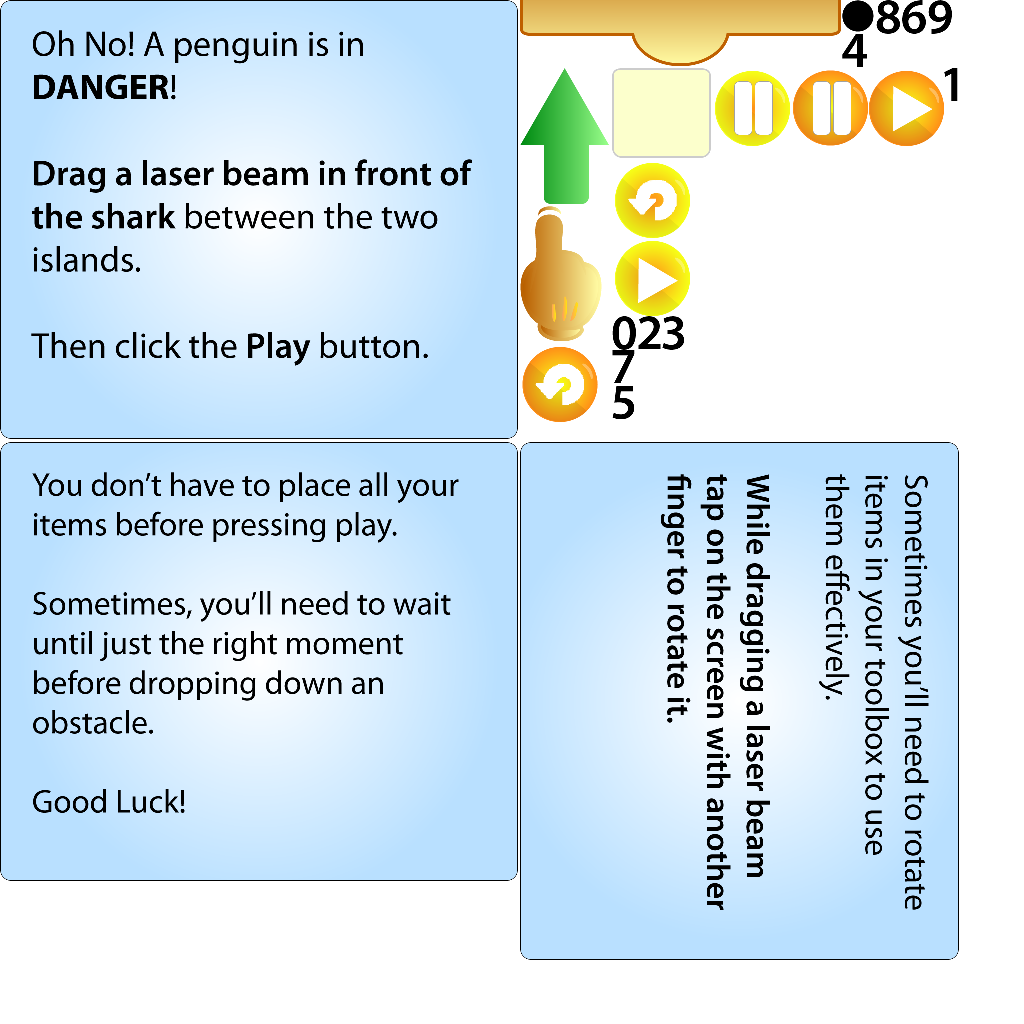 Oh No! A penguin is in
DANGER!
Drag a laser beam in front of
the shark between the two
islands.
Then click the Play button.
869
4
1
023
7
5
You don’t have to place all your
items before pressing play.
Sometimes, you’ll need to wait
until just the right moment
before dropping down an
obstacle.
Good Luck!
Sometimes you’ll need to rotate
items in your toolbox to use
them effectively.
While dragging a laser beam
tap on the screen with another
finger to rotate it.